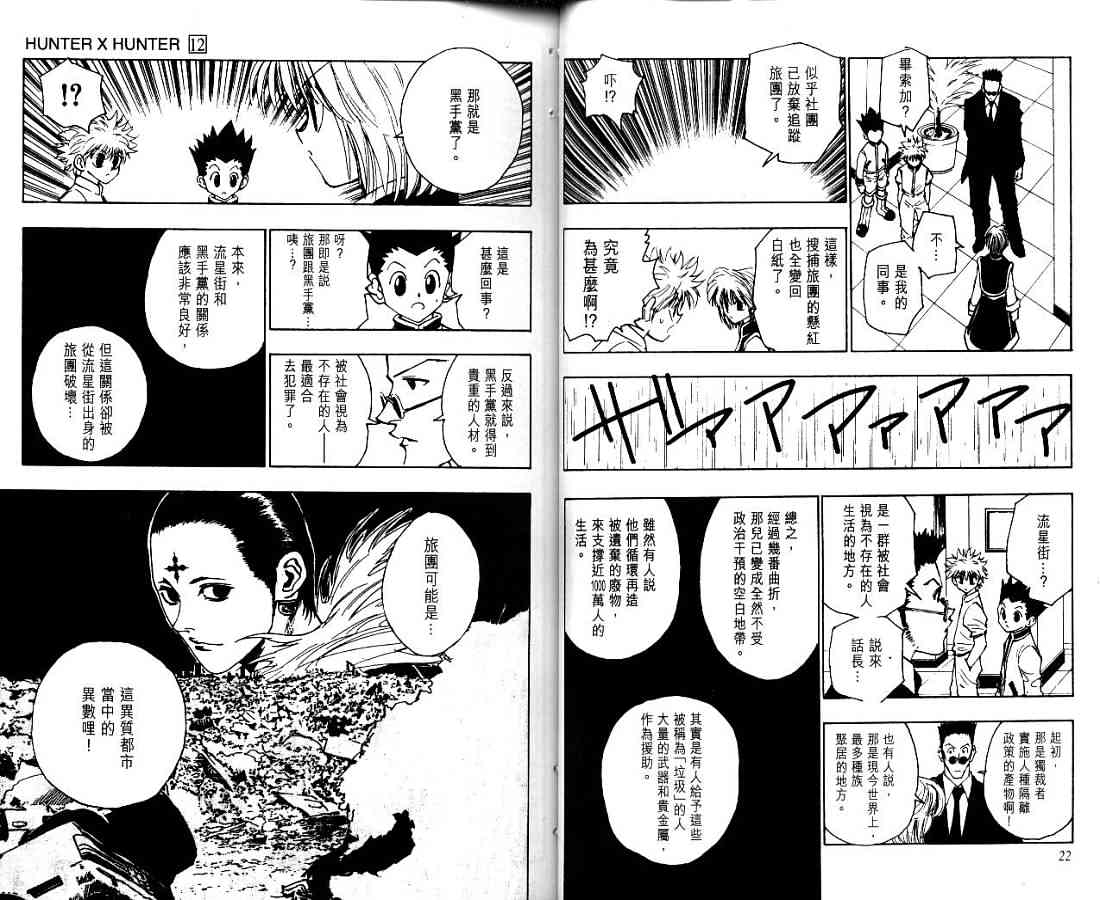 HUNTER X HUNTER 12
畢索加?
不…
是我的
同事。
似乎社團
已放棄追蹤
旅團了。
吓!?
這樣，
搜捕旅團的懸紅
也全變回
白紙了。
究竟
為甚麼啊!?
ザアアアアアア
流星街…?
說來
話長…
是一群被社會
視為不存在的人
生活的地方。
起初，
那是獨裁者
實施人種隔離
政策的產物啊!
也有人說，
那是現今世界上，
最多種族
聚居的地方。
總之，
經過幾番曲折，
那兒已變成全然不受
政治干預的空白地帶。
雖然有人說
他們循環再造
被遺棄的廢物，
來支撐近1000萬人的
生活。
其實是有人給予這些
被稱為「垃圾」的人
大量的武器和貴金屬，
作為援助。
22
那就是
黑手黨了。
!?
這是
甚麼回事?
呀?
那即是說
旅團跟黑手黨…
咦…?
反過來說，
黑手黨就得到
貴重的人材。
被社會視為
不存在的人——
最適合
去犯罪了。
本來，
流星街和
黑手黨的關係
應該非常良好，
但這關係卻被
從流星街出身的
旅團破壞…
旅團可能是…
這異質都市
當中的
異數哩!